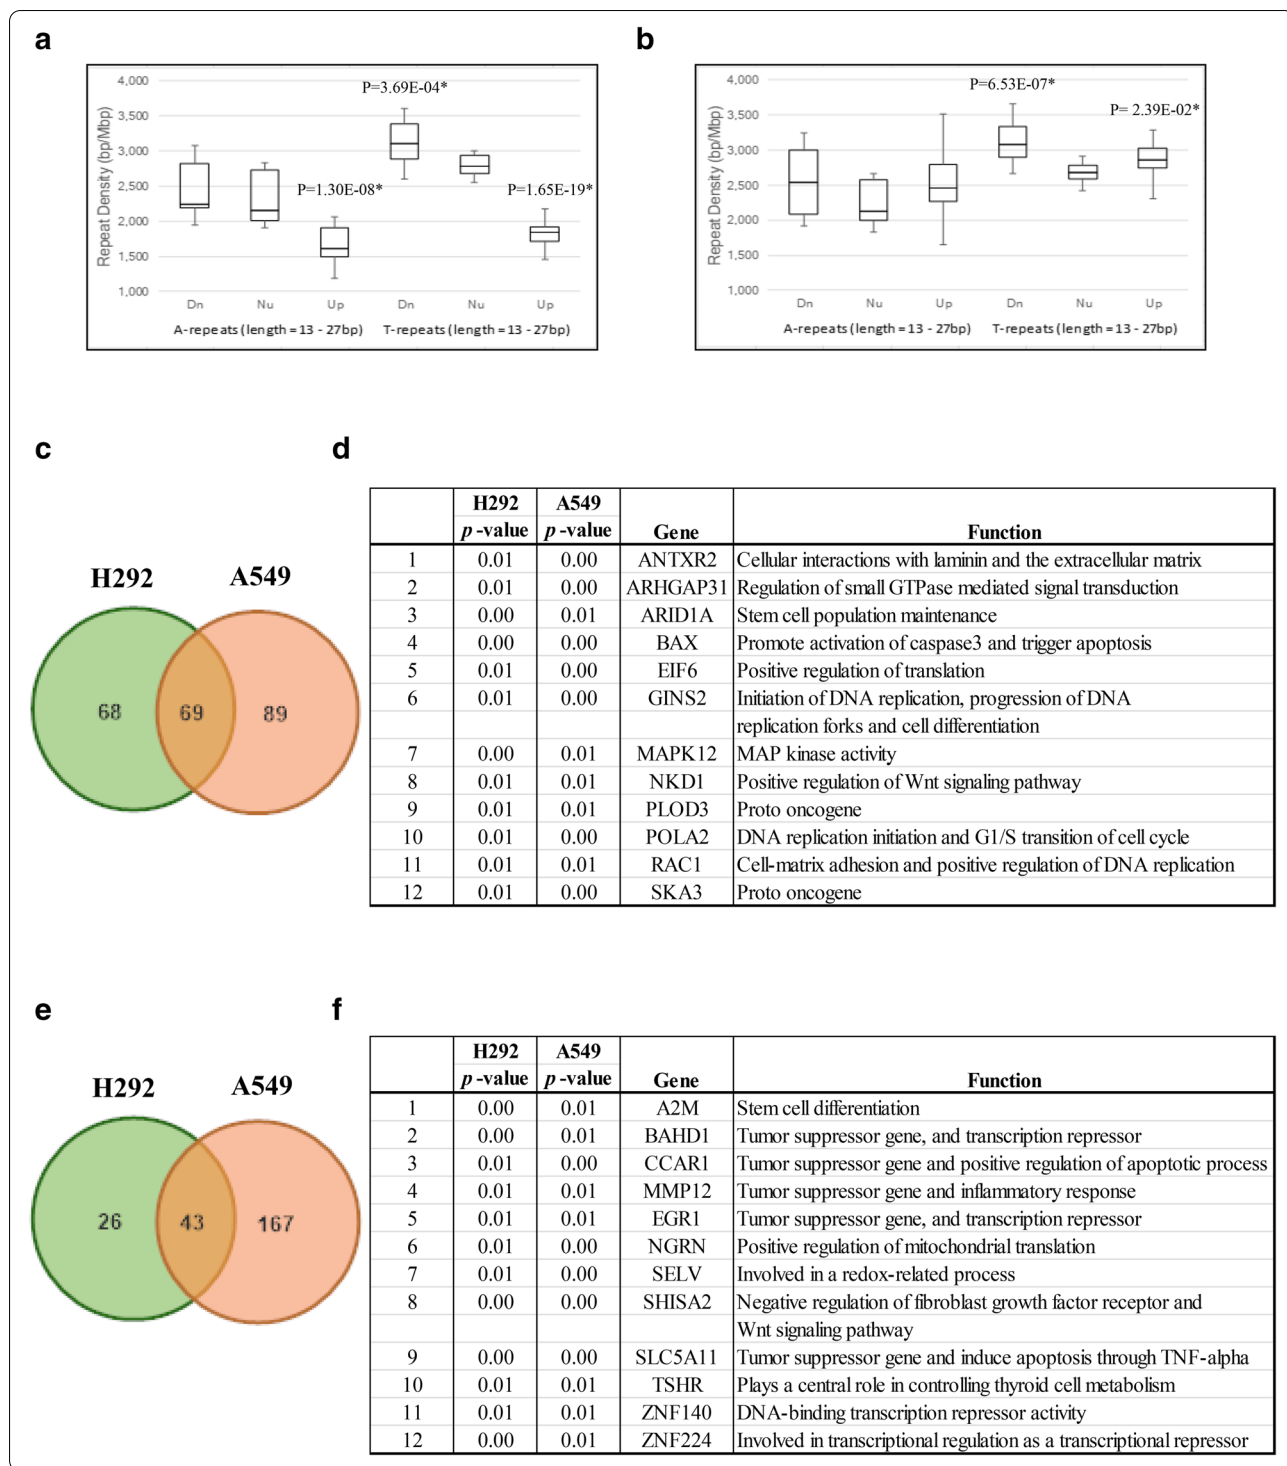 a
4,000
3,500
3,000
2,500
2,000
1,500
1,000
Repeat Density (bp/Mbp)
P=3.69E-04*
P=1.30E-08*
P=1.65E-19*
Dn Nu Up Dn Nu Up
A-repeats (length = 13 - 27bp) T-repeats (length = 13 - 27bp)
b
4,000
3,500
3,000
2,500
2,000
1,500
1,000
Repeat Density (bp/Mbp)
P=6.53E-07*
P= 2.39E-02*
Dn Nu Up Dn Nu Up
A-repeats (length = 13 - 27bp) T-repeats (length = 13 - 27bp)
c
H292 A549
68 69 89
d
H292 A549
p -value p -value Gene Function
1 0.01 0.00 ANTXR2 Cellular interactions with laminin and the extracellular matrix
2 0.01 0.00 ARHGAP31 Regulation of small GTPase mediated signal transduction
3 0.00 0.01 ARID1A Stem cell population maintenance
4 0.00 0.00 BAX Promote activation of caspase3 and trigger apoptosis
5 0.01 0.00 EIF6 Positive regulation of translation
6 0.01 0.00 GINS2 Initiation of DNA replication, progression of DNA
replication forks and cell differentiation
7 0.00 0.01 MAPK12 MAP kinase activity
8 0.01 0.01 NKD1 Positive regulation of Wnt signaling pathway
9 0.01 0.01 PLOD3 Proto oncogene
10 0.01 0.00 POLA2 DNA replication initiation and G1/S transition of cell cycle
11 0.01 0.01 RAC1 Cell-matrix adhesion and positive regulation of DNA replication
12 0.01 0.00 SKA3 Proto oncogene
e
H292 A549
26 43 167
f
H292 A549
p -value p -value Gene Function
1 0.00 0.01 A2M Stem cell differentiation
2 0.00 0.01 BAHD1 Tumor suppressor gene, and transcription repressor
3 0.01 0.00 CCAR1 Tumor suppressor gene and positive regulation of apoptotic process
4 0.01 0.01 MMP12 Tumor suppressor gene and inflammatory response
5 0.01 0.01 EGR1 Tumor suppressor gene, and transcription repressor
6 0.01 0.00 NGRN Positive regulation of mitochondrial translation
7 0.01 0.00 SELV Involved in a redox-related process
8 0.00 0.00 SHISA2 Negative regulation of fibroblast growth factor receptor and
Wnt signaling pathway
9 0.00 0.00 SLC5A11 Tumor suppressor gene and induce apoptosis through TNF-alpha
10 0.01 0.01 TSHR Plays a central role in controlling thyroid cell metabolism
11 0.01 0.01 ZNF140 DNA-binding transcription repressor activity
12 0.00 0.01 ZNF224 Involved in transcriptional regulation as a transcriptional repressor